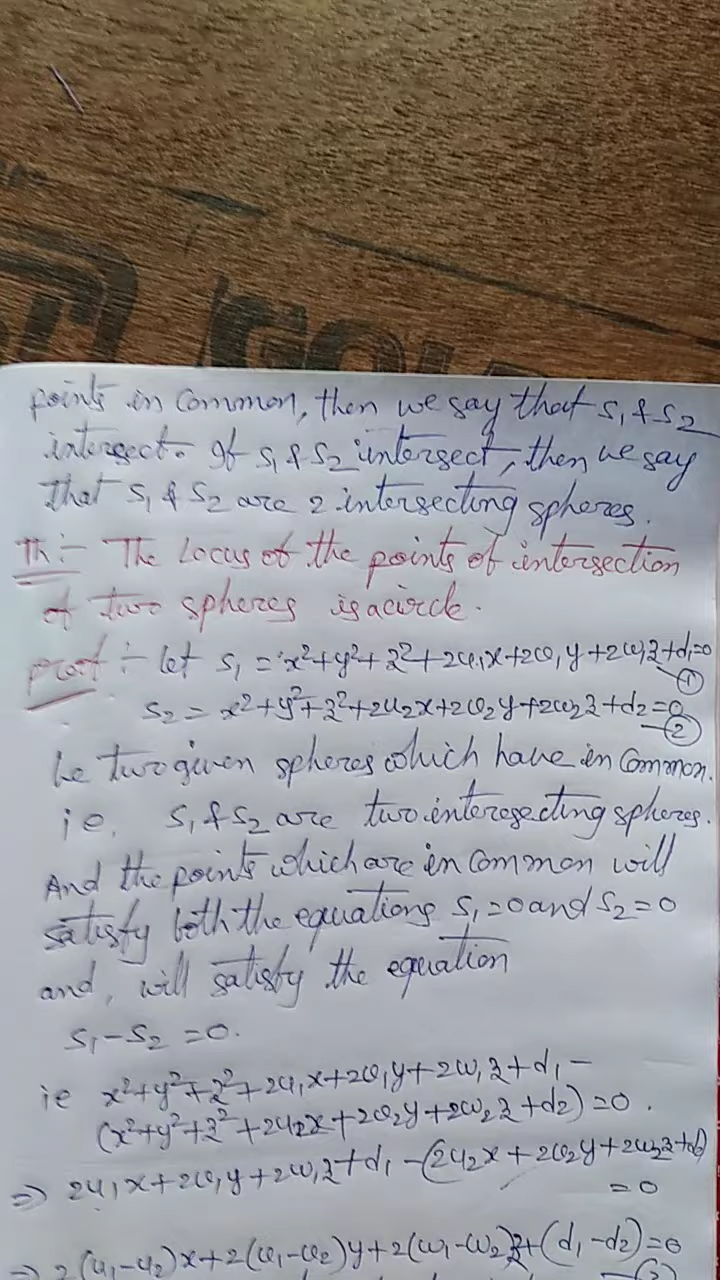 GOLD
points in common, then we say that S₁ & S₂
intersect. If S₁ & S₂ intersect, then we say
that S₁ & S₂ are 2 intersecting spheres.
Th :- The Locus of the points of intersection
of two spheres is a circle.
proof :- let S₁ = x²+y²+z²+2u₁x+2v₁y+2w₁z+d₁=0
①
S₂ = x²+y²+z²+2u₂x+2v₂y+2w₂z+d₂=0
②
be two given spheres which have in common.
ie, S₁ & S₂ are two interesecting spheres.
And the points which are in common will
satisfy both the equations S₁=0 and S₂=0
and, will satisfy the equation
S₁-S₂ = 0.
ie x²+y²+z²+2u₁x+2v₁y+2w₁z+d₁ -
(x²+y²+z²+2u₂x+2v₂y+2w₂z+d₂) = 0.
⇒ 2u₁x+2v₁y+2w₁z+d₁ -(2u₂x+2v₂y+2w₂z+d₂)
= 0
⇒ 2(u₁-u₂)x+2(v₁-v₂)y+2(w₁-w₂)z+(d₁-d₂)=0